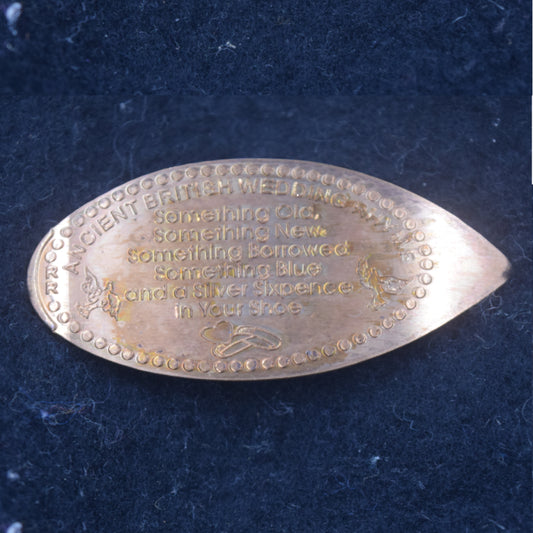 ANCIENT BRITISH WEDDING RHYME
Something Old,
Something New,
Something Borrowed,
Something Blue
and a Silver Sixpence
in Your Shoe